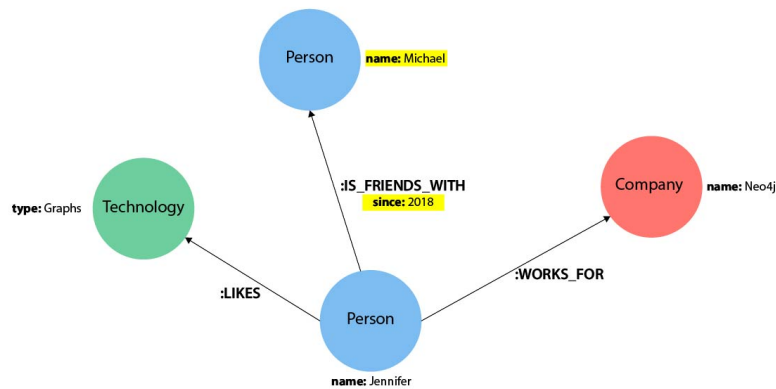 Person
name: Michael
:IS_FRIENDS_WITH
since: 2018
Company
name: Neo4j
type: Graphs
Technology
:LIKES
:WORKS_FOR
Person
name: Jennifer